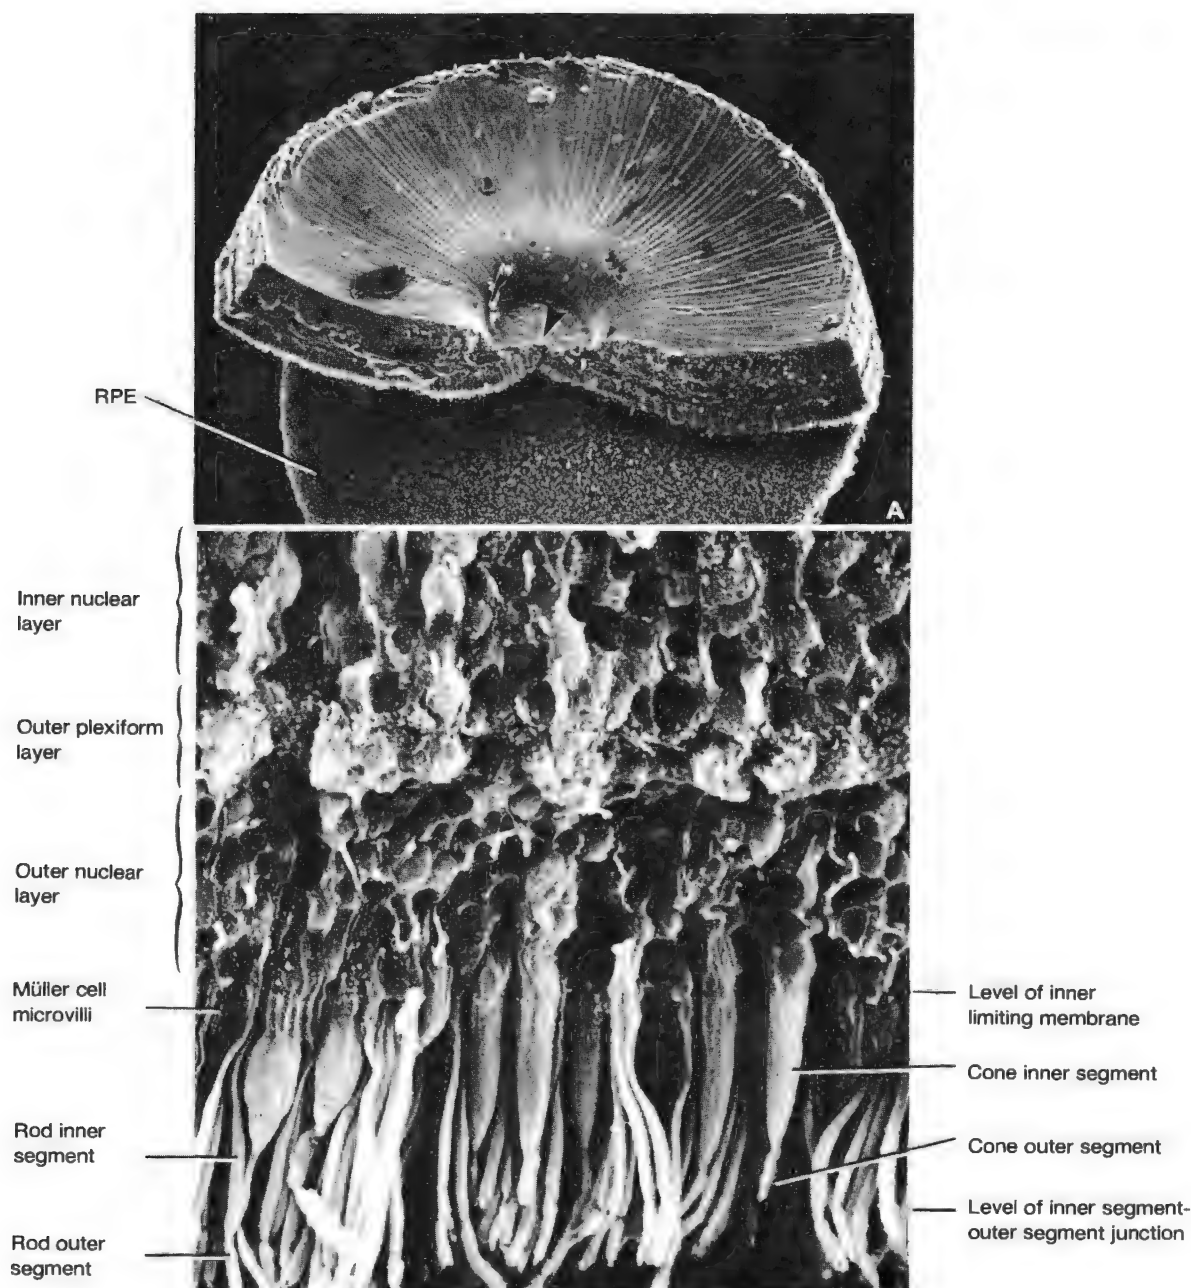 RPE
A
Inner nuclear
layer
Outer plexiform
layer
Outer nuclear
layer
Müller cell
microvilli
Rod inner
segment
Rod outer
segment
Level of inner
limiting membrane
Cone inner segment
Cone outer segment
Level of inner segment-
outer segment junction